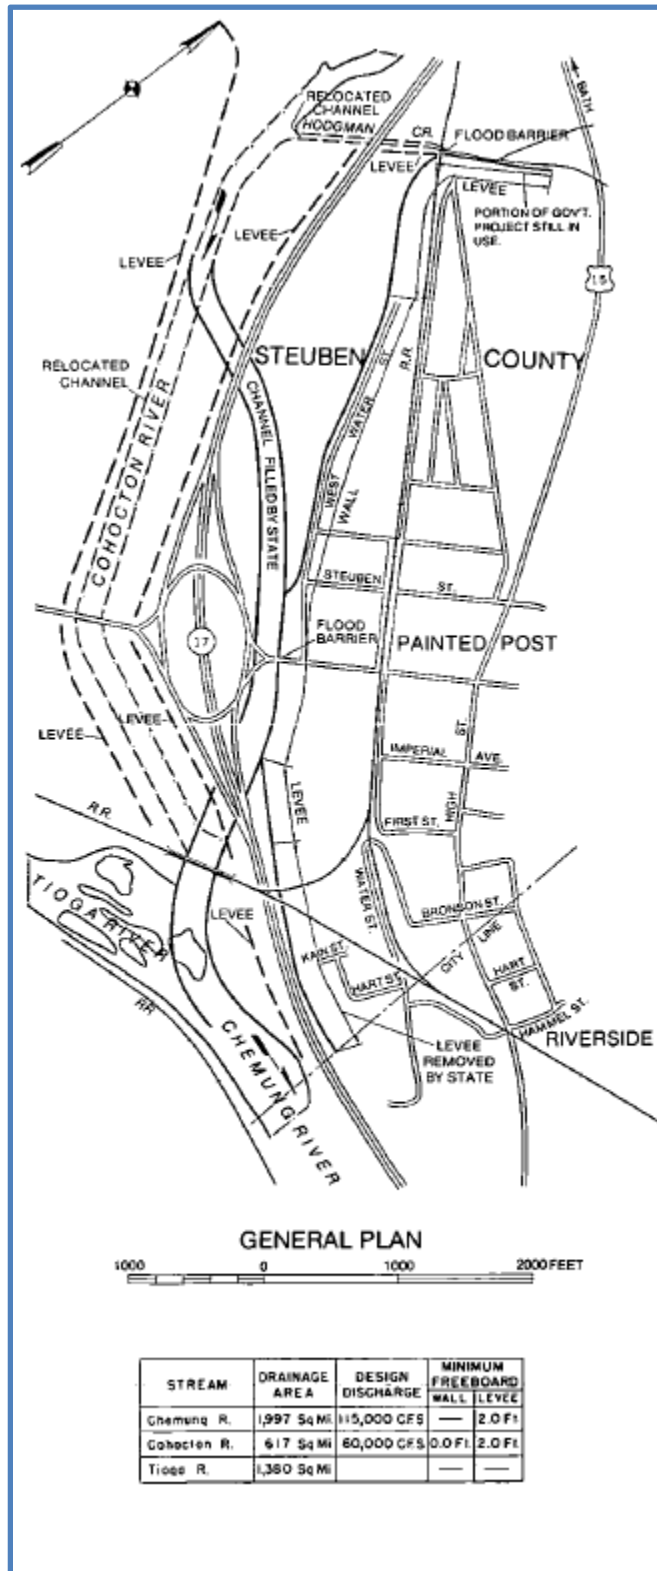 N
RELOCATED
CHANNEL
HODGMAN
CR.
FLOOD BARRIER
BATH
LEVEE
LEVEE
PORTION OF GOV'T.
PROJECT STILL IN
USE.
LEVEE
LEVEE
15
RELOCATED
CHANNEL
COHOCTON RIVER
STEUBEN
COUNTY
R.R.
CHANNEL FILLED BY STATE
WEST WATER ST.
WALL
STEUBEN ST.
17
FLOOD
BARRIER
PAINTED POST
LEVEE
LEVEE
LEVEE
IMPERIAL AVE.
HIGH ST.
FIRST ST.
R.R.
TIOGA RIVER
LEVEE
WATER ST.
BRONSON ST.
CITY LINE
KAIN ST.
HART ST.
HART
ST.
HAMMEL ST.
RR
CHEMUNG RIVER
LEVEE
REMOVED
BY STATE
RIVERSIDE
GENERAL PLAN
1000 0 1000 2000 FEET
STREAM DRAINAGE AREA DESIGN DISCHARGE MINIMUM FREEBOARD
WALL LEVEE
Chemung R. 1,997 Sq Mi. 115,000 CFS — 2.0 Ft.
Cohocton R. 617 Sq Mi 60,000 CFS 0.0 Ft. 2.0 Ft.
Tioga R. 1,380 Sq Mi — —